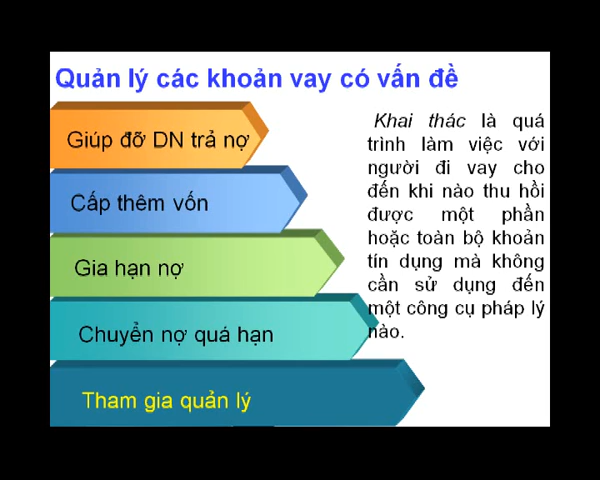 Quản lý các khoản vay có vấn đề
Giúp đỡ DN trả nợ
Cấp thêm vốn
Gia hạn nợ
Chuyển nợ quá hạn
Tham gia quản lý
Khai thác là quá
trình làm việc với
người đi vay cho
đến khi nào thu hồi
được một phần
hoặc toàn bộ khoản
tín dụng mà không
cần sử dụng đến
một công cụ pháp lý
nào.